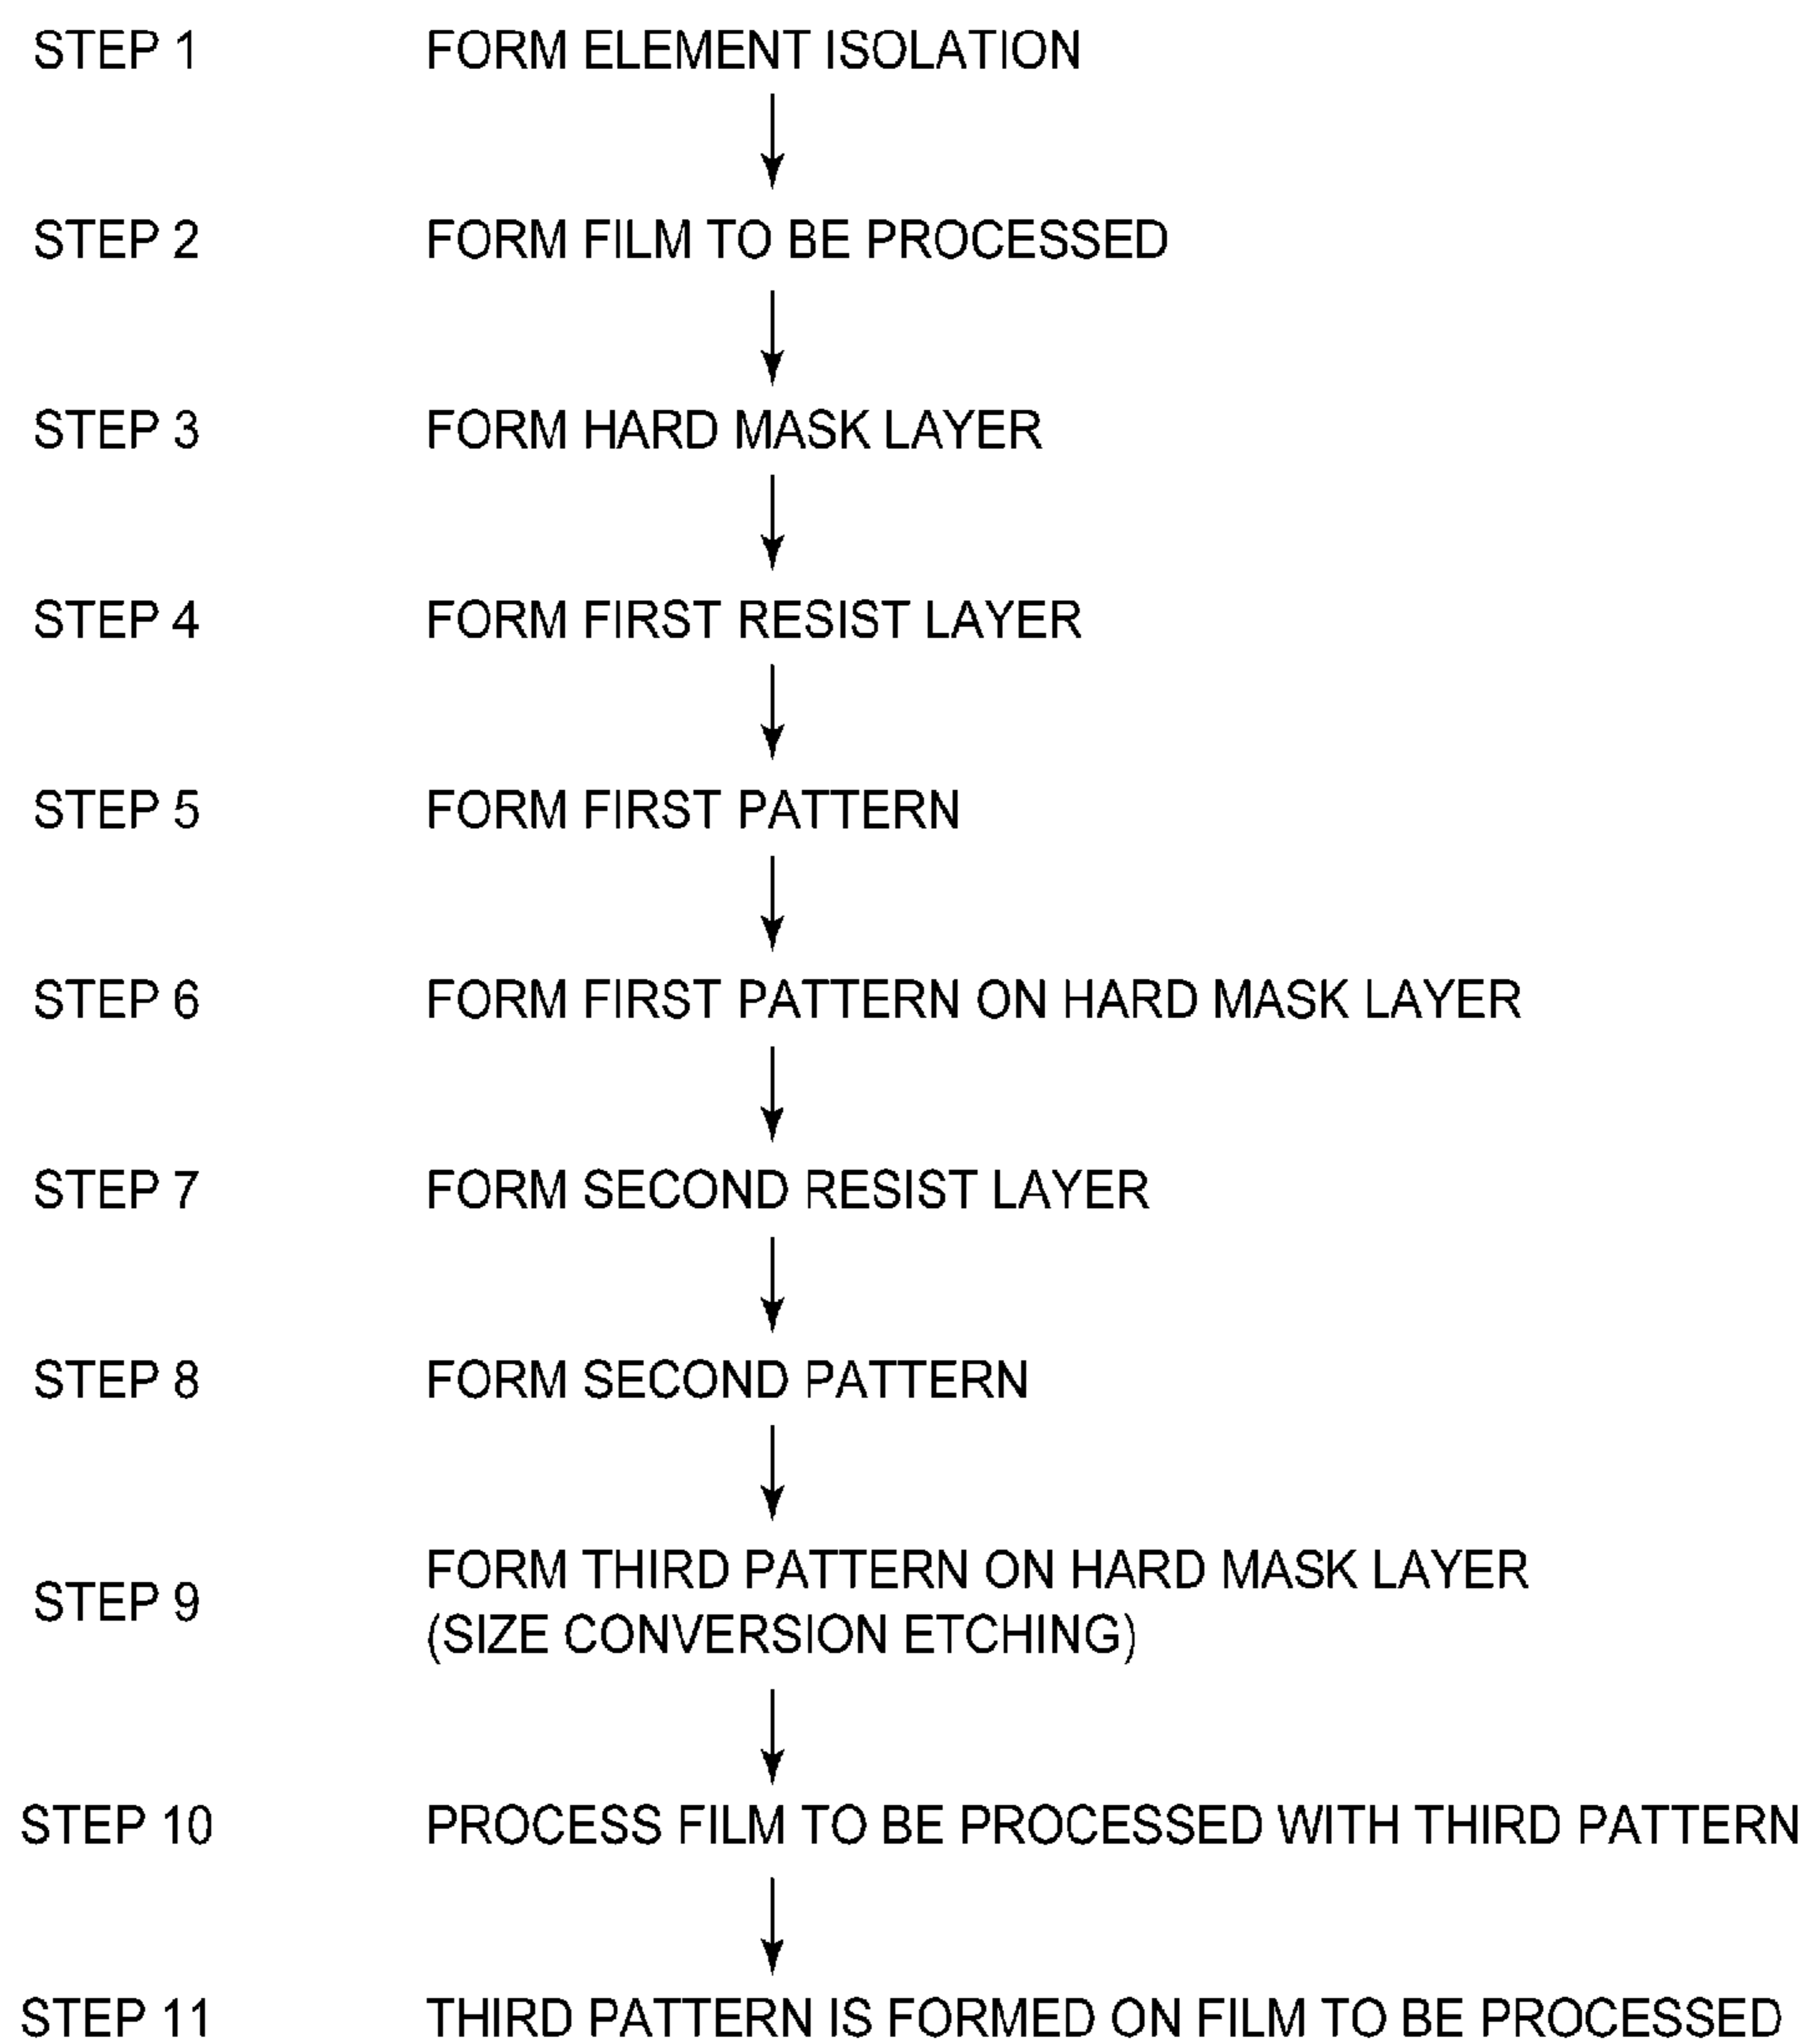 STEP 1 FORM ELEMENT ISOLATION
STEP 2 FORM FILM TO BE PROCESSED
STEP 3 FORM HARD MASK LAYER
STEP 4 FORM FIRST RESIST LAYER
STEP 5 FORM FIRST PATTERN
STEP 6 FORM FIRST PATTERN ON HARD MASK LAYER
STEP 7 FORM SECOND RESIST LAYER
STEP 8 FORM SECOND PATTERN
STEP 9 FORM THIRD PATTERN ON HARD MASK LAYER
(SIZE CONVERSION ETCHING)
STEP 10 PROCESS FILM TO BE PROCESSED WITH THIRD PATTERN
STEP 11 THIRD PATTERN IS FORMED ON FILM TO BE PROCESSED